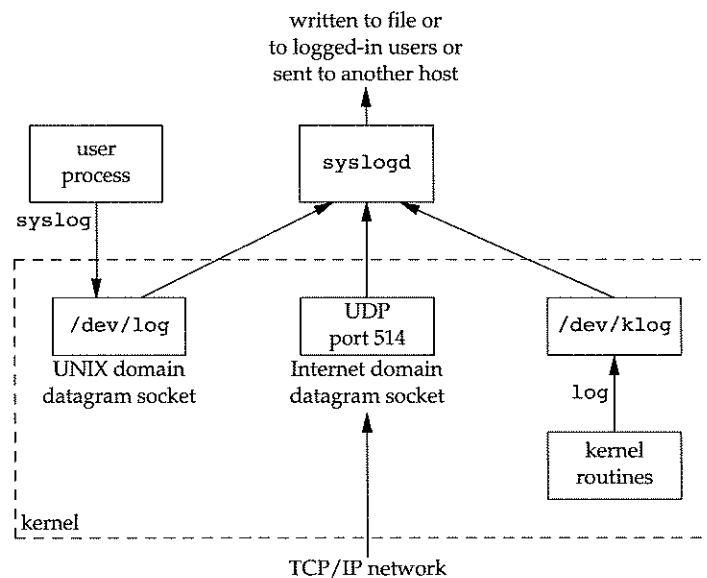 written to file or
to logged-in users or
sent to another host
user
process
syslogd
syslog
/dev/log
UDP
port 514
/dev/klog
UNIX domain
datagram socket
Internet domain
datagram socket
log
kernel
routines
kernel
TCP/IP network